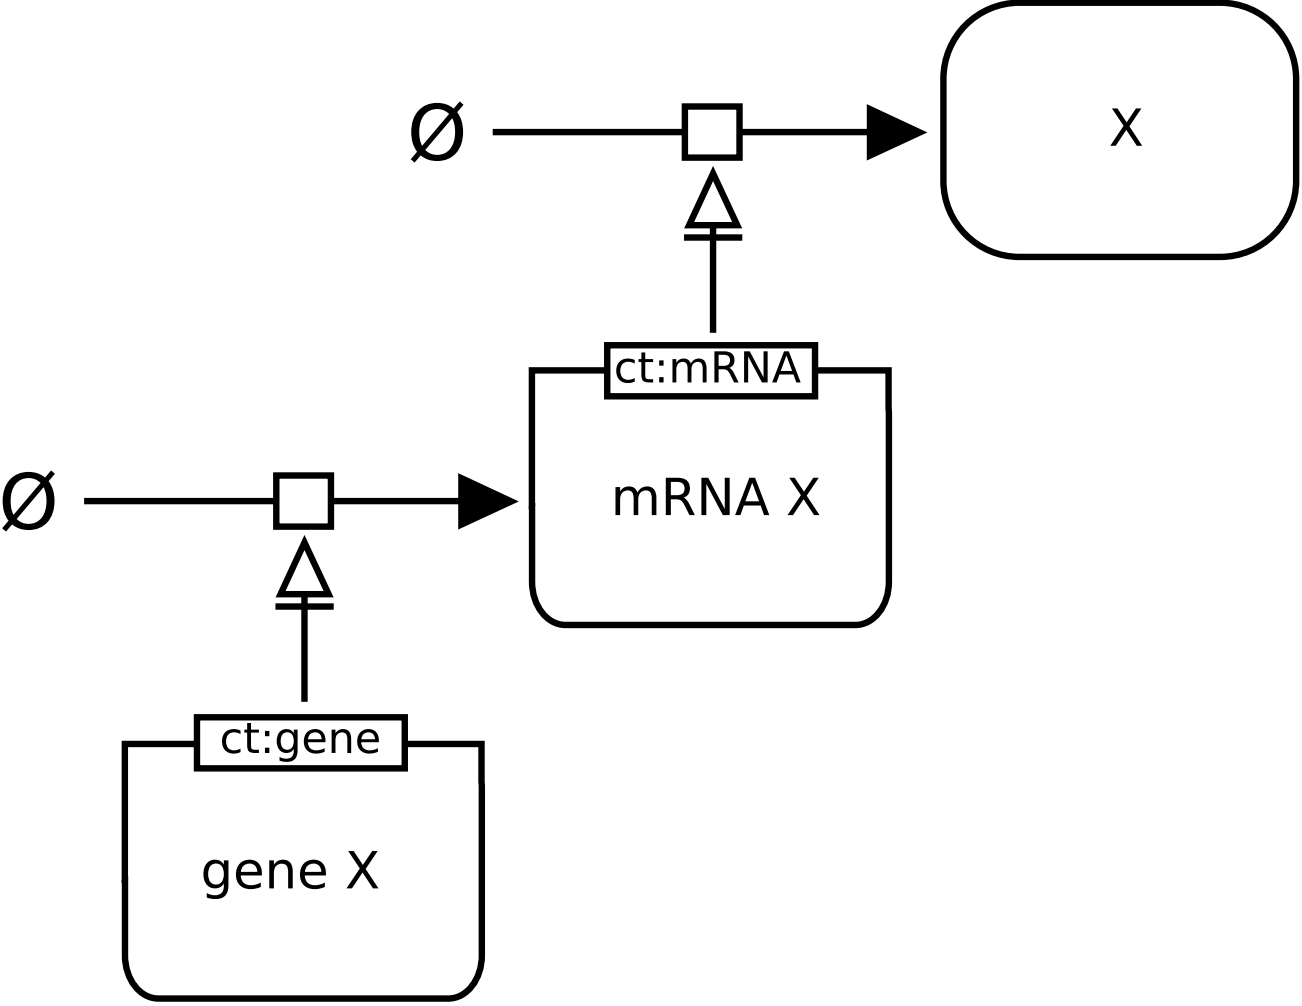 Ø
X
ct:mRNA
mRNA X
Ø
ct:gene
gene X